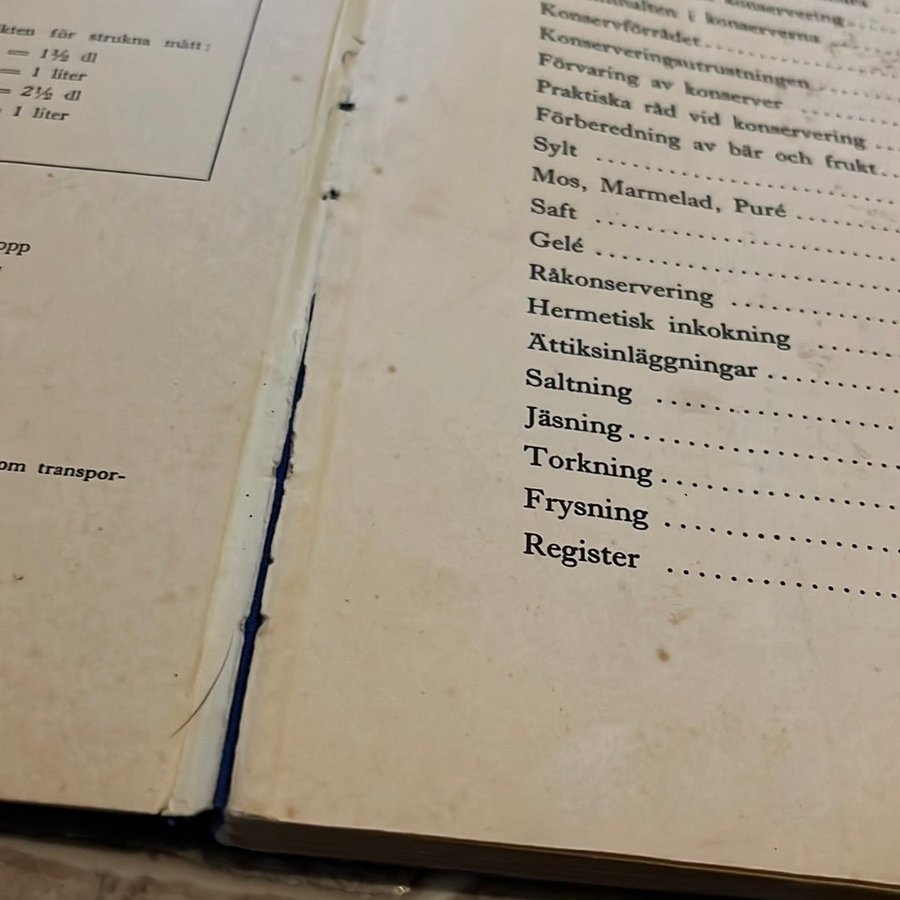 för strukna mått:
= 1½ dl
= 1 liter
= 2½ dl
1 liter
om transpor-
konservering
i konserverna
Konservförrådet
Konserveringsutrustningen
Förvaring av konserver
Praktiska råd vid konservering
Förberedning av bär och frukt
Sylt
Mos, Marmelad, Puré
Saft
Gelé
Råkonservering
Hermetisk inkokning
Ättiksinläggningar
Saltning
Jäsning
Torkning
Frysning
Register